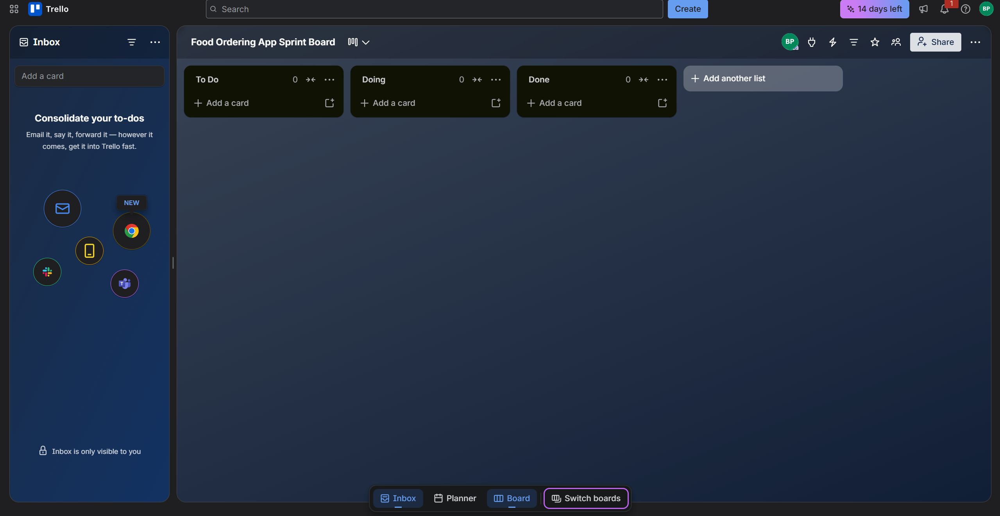 Trello
Search
Create
14 days left
1
BP
Inbox
Add a card
Consolidate your to-dos
Email it, say it, forward it — however it
comes, get it into Trello fast.
NEW
T
Inbox is only visible to you
Food Ordering App Sprint Board
BP
Share
To Do 0
Add a card
Doing 0
Add a card
Done 0
Add a card
Add another list
Inbox
Planner
Board
Switch boards